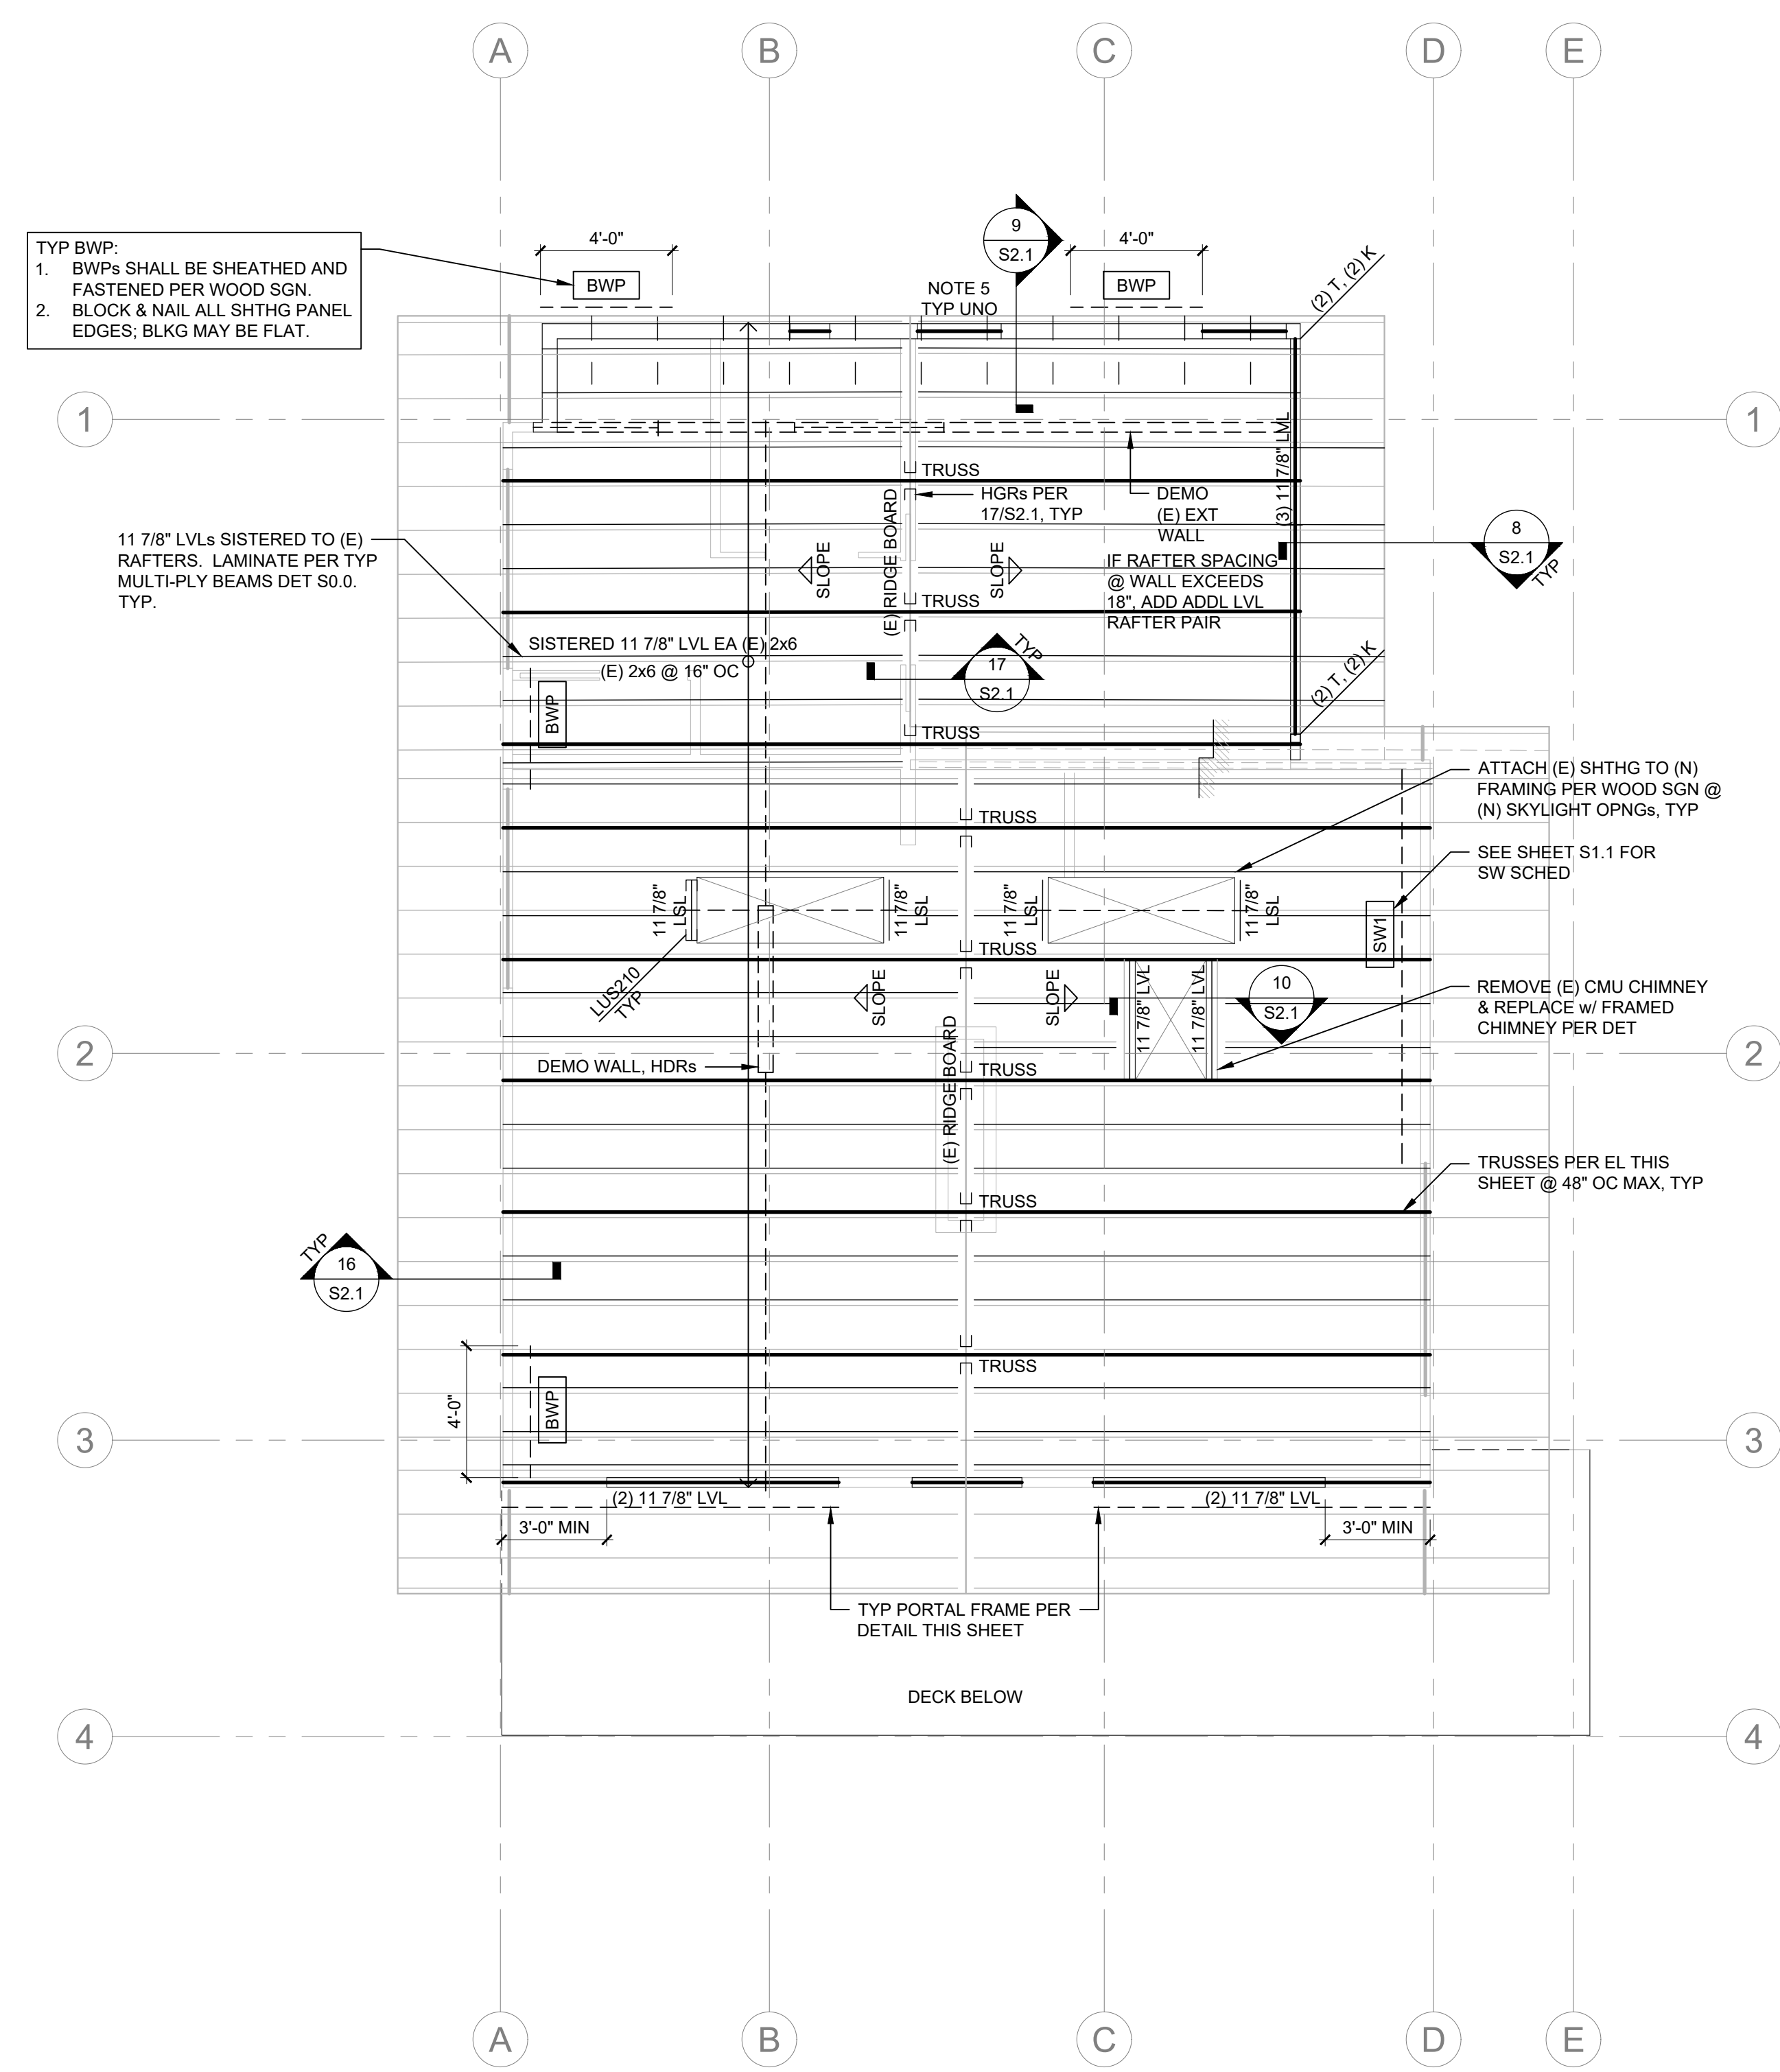 A B C D E
TYP BWP:
1. BWPs SHALL BE SHEATHED AND
FASTENED PER WOOD SGN.
2. BLOCK & NAIL ALL SHTHG PANEL
EDGES; BLKG MAY BE FLAT.
4'-0"
BWP
9
S2.1
4'-0"
BWP
NOTE 5
TYP UNO
(2) T, (2) K
1
1
(3) 11 7/8" LVL
TRUSS
HGRs PER
17/S2.1, TYP
DEMO
(E) EXT
WALL
(E) RIDGE BOARD
8
S2.1
TYP
11 7/8" LVLs SISTERED TO (E)
RAFTERS. LAMINATE PER TYP
MULTI-PLY BEAMS DET S0.0.
TYP.
SLOPE
SLOPE
IF RAFTER SPACING
@ WALL EXCEEDS
18", ADD ADDL LVL
RAFTER PAIR
TRUSS
SISTERED 11 7/8" LVL EA (E) 2x6
(E) 2x6 @ 16" OC
17
S2.1
TYP
(2) T, (2) K
BWP
TRUSS
ATTACH (E) SHTHG TO (N)
FRAMING PER WOOD SGN @
(N) SKYLIGHT OPNGs, TYP
TRUSS
SEE SHEET S1.1 FOR
SW SCHED
11 7/8"
LSL
11 7/8"
LSL
11 7/8"
LSL
11 7/8"
LSL
SW1
TRUSS
LUS210
TYP
SLOPE
SLOPE
11 7/8" LVL
11 7/8" LVL
10
S2.1
REMOVE (E) CMU CHIMNEY
& REPLACE w/ FRAMED
CHIMNEY PER DET
2
2
DEMO WALL, HDRs
(E) RIDGE BOARD
TRUSS
TRUSSES PER EL THIS
SHEET @ 48" OC MAX, TYP
TRUSS
TYP
16
S2.1
TRUSS
4'-0"
BWP
3
3
(2) 11 7/8" LVL
(2) 11 7/8" LVL
3'-0" MIN
3'-0" MIN
TYP PORTAL FRAME PER
DETAIL THIS SHEET
DECK BELOW
4
4
A B C D E